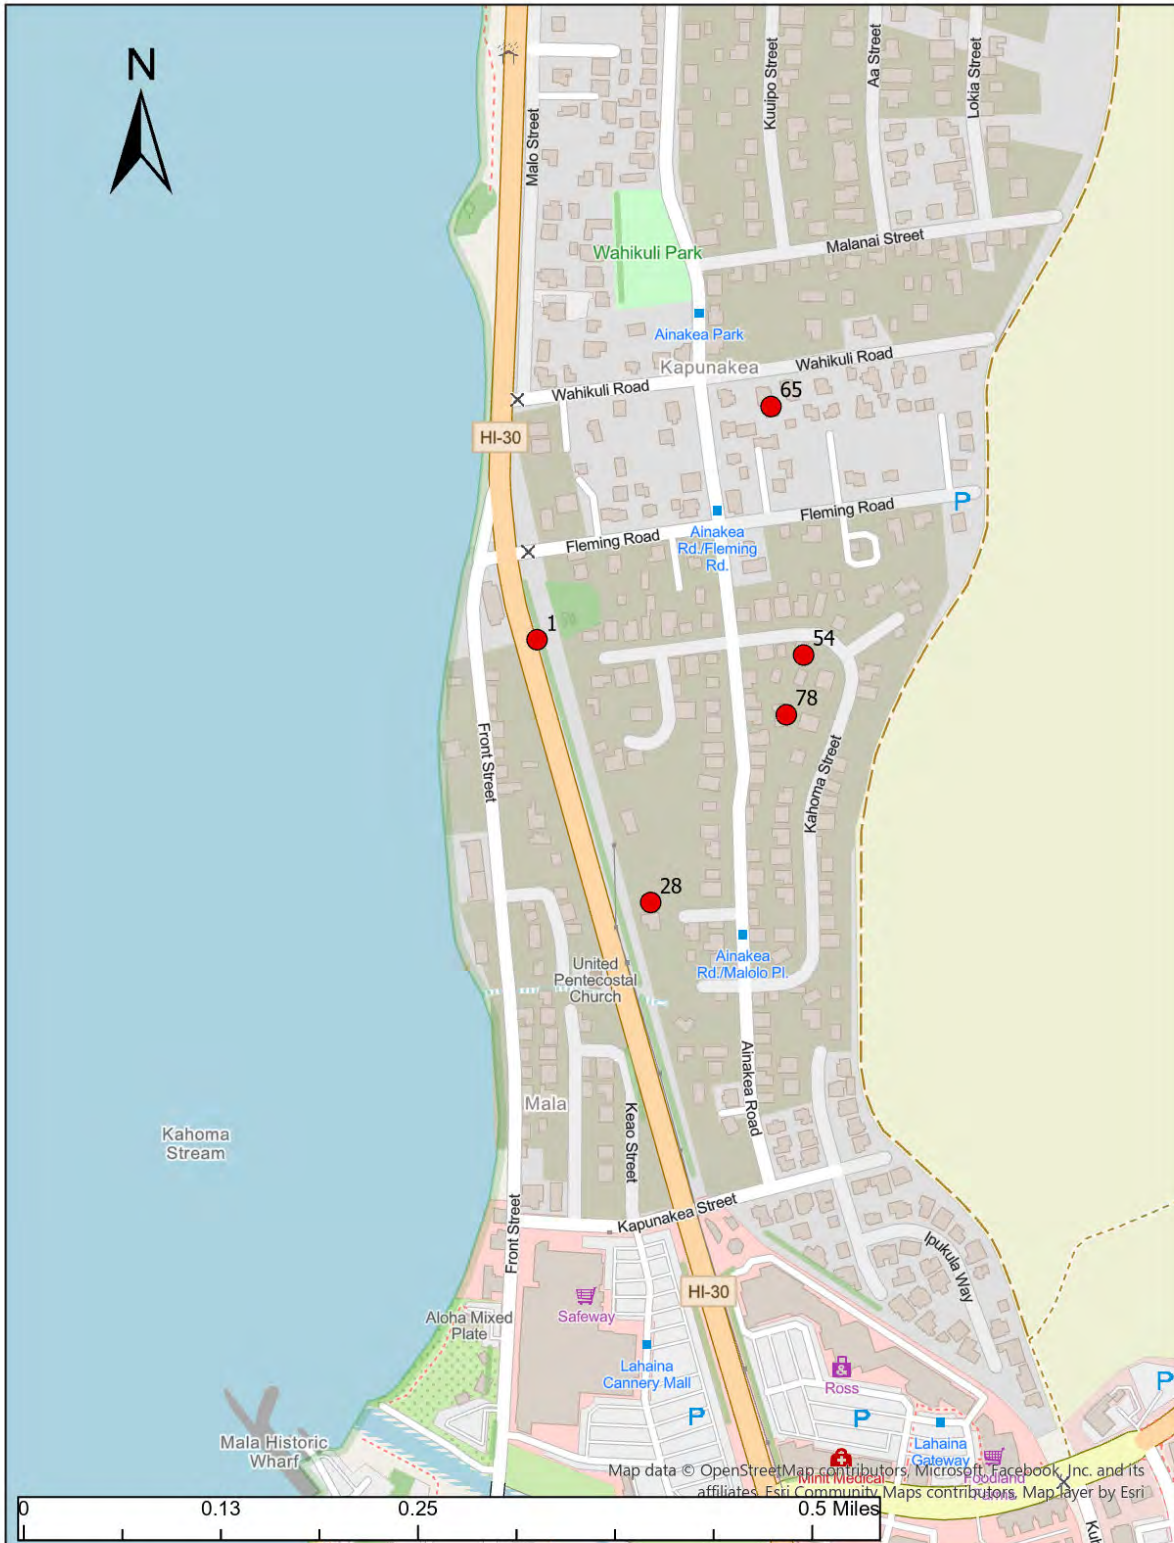 N
Malo Street
Kuuipo Street
Aa Street
Lokia Street
Malanai Street
Wahikuli Park
Ainakea Park
Kapunakea
Wahikuli Road
Wahikuli Road
65
HI-30
P
Fleming Road
Fleming Road
Ainakea
Rd./Fleming
Rd.
1
54
78
Front Street
Kahoma Street
28
United
Pentecostal
Church
Ainakea
Rd./Malolo Pl.
Ainakea Road
Mala
Keao Street
Kahoma
Stream
Kapunakea Street
Front Street
Ipukula Way
HI-30
Safeway
Aloha Mixed
Plate
Lahaina
Cannery Mall
Ross
P
P
P
Mala Historic
Wharf
Lahaina
Gateway
Minit Medical
Foodland
Farms
Map data © OpenStreetMap contributors, Microsoft, Facebook, Inc. and its
affiliates, Esri Community Maps contributors, Map layer by Esri
0 0.13 0.25 0.5 Miles